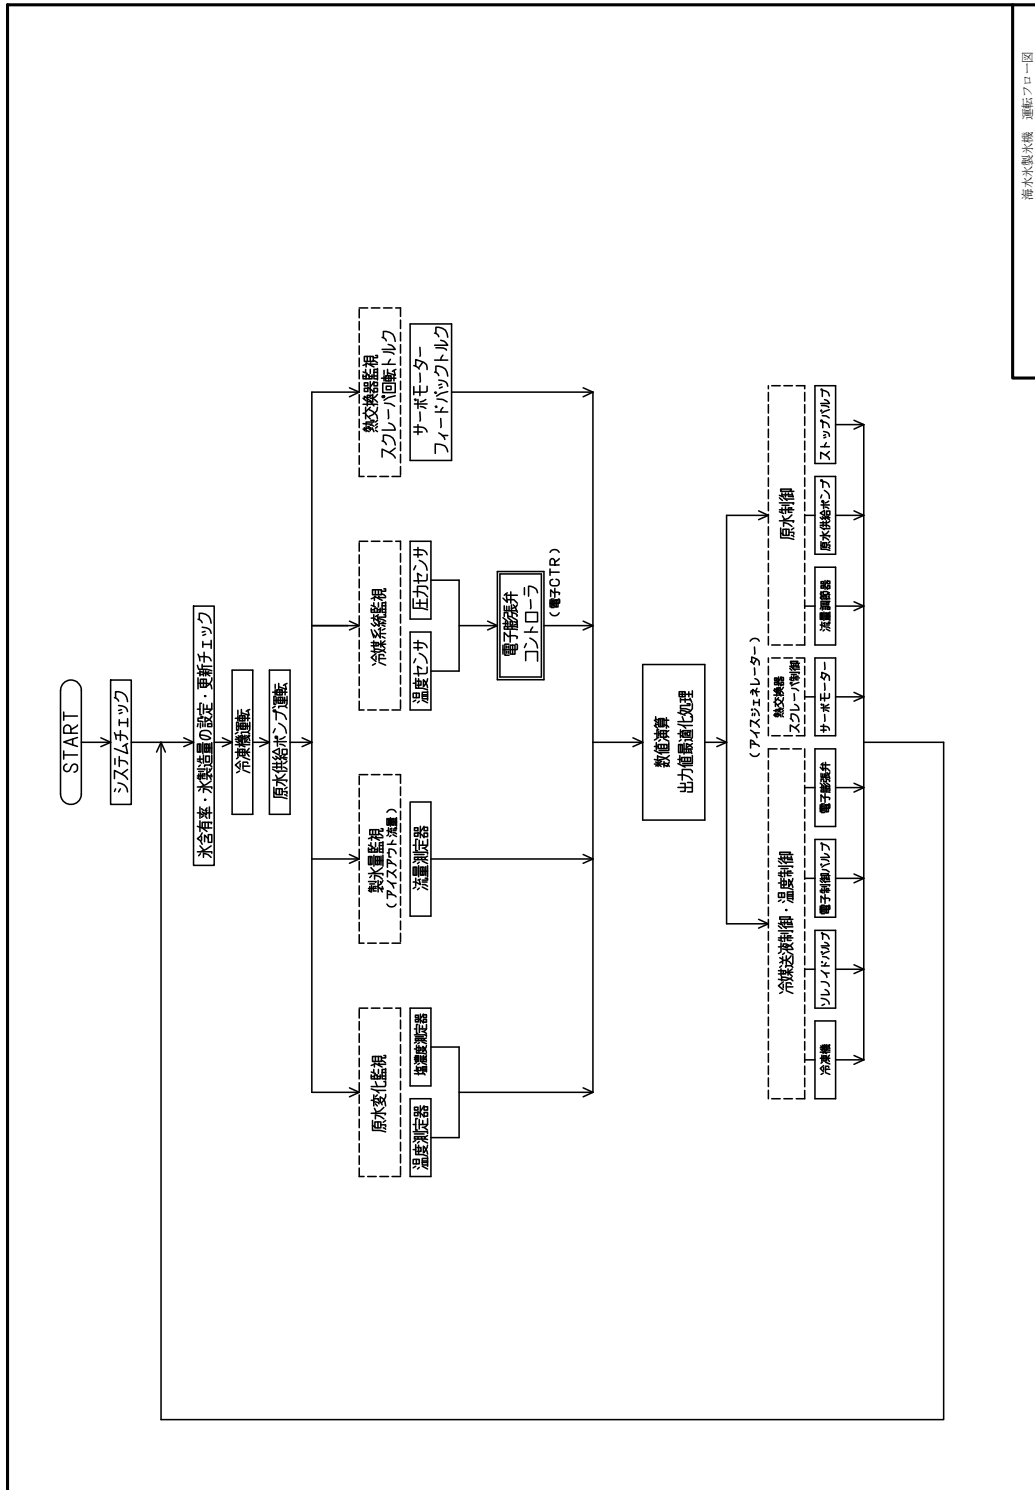 海水氷製氷機 運転フロー図
START
システムチェック
氷含有率・氷製造量の設定・更新チェック
冷凍機運転
原水供給ポンプ運転
原水変化監視
温度測定器
塩濃度測定器
製氷量監視
(アイスアウト流量)
流量測定器
冷媒系統監視
温度センサ
圧力センサ
電子膨張弁
コントローラ
(電子CTR)
熱交換器監視
スクレーパ回転トルク
サーボモーター
フィードバックトルク
数値演算
出力値最適化処理
(アイスジェネレーター)
冷媒送液制御・温度制御
冷凍機
ソレノイドバルブ
電子制御バルブ
電子膨張弁
熱交換器
スクレーパ制御
サーボモーター
原水制御
流量調節器
原水供給ポンプ
ストップバルブ